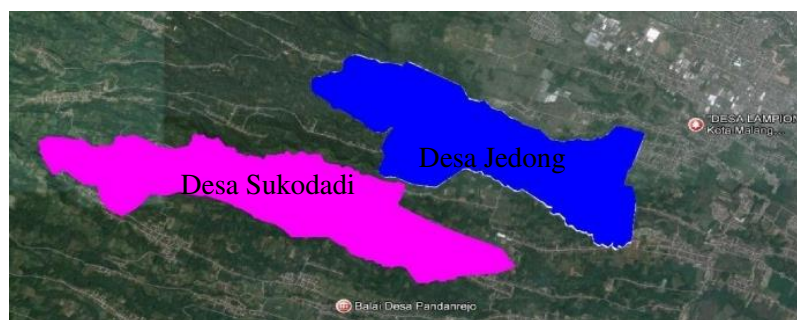 "DESA LAMPION
Kota Malang...
Desa Jedong
Desa Sukodadi
Balai Desa Pandanrejo